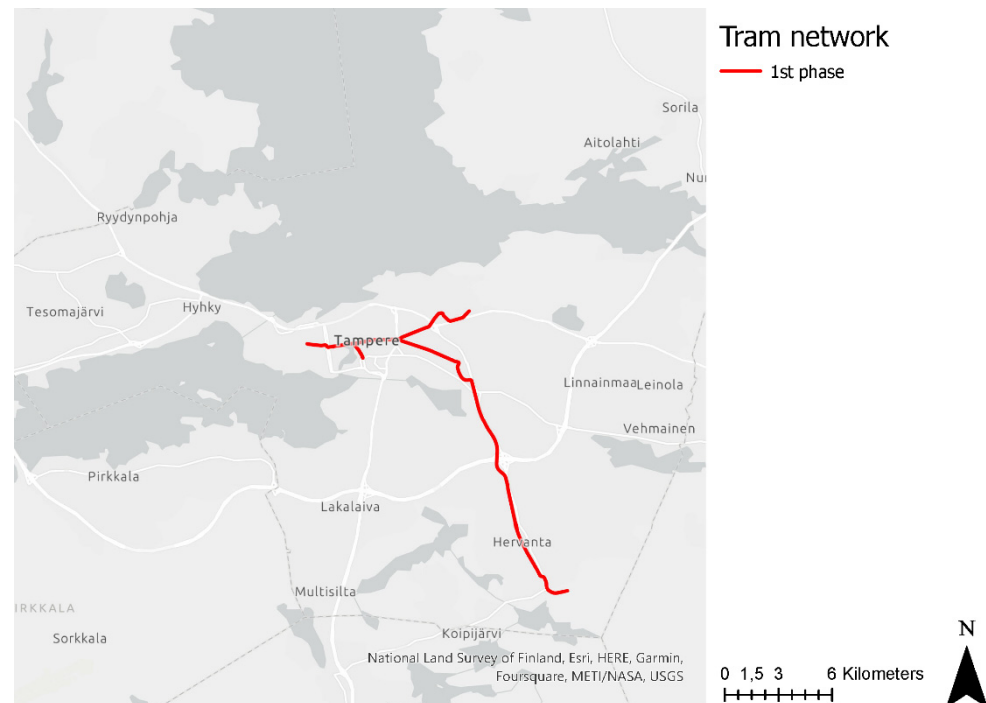 Tram network
1st phase
Sorila
Aitolahti
Nur
Ryydynpohja
Tesomajärvi
Hyhky
Tampere
Linnainmaa
Leinola
Vehmainen
Pirkkala
Lakalaiva
Hervanta
Multisilta
IRKKALA
Sorkkala
Koipijärvi
National Land Survey of Finland, Esri, HERE, Garmin,
Foursquare, METI/NASA, USGS
N
0 1,5 3 6 Kilometers